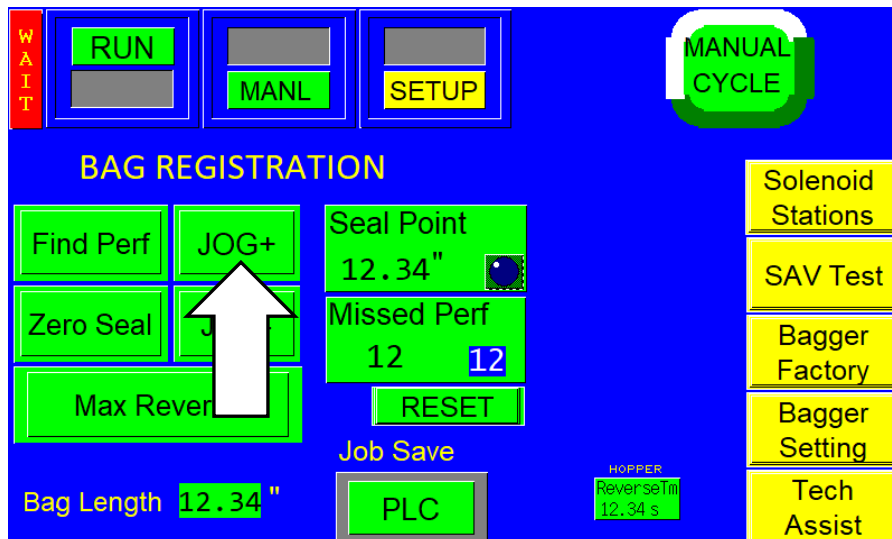 WAIT
RUN
MANL
SETUP
MANUAL
CYCLE
BAG REGISTRATION
Find Perf
JOG+
Seal Point
12.34"
Zero Seal
Missed Perf
12 12
Max Rever
RESET
Job Save
Bag Length 12.34 "
PLC
HOPPER
ReverseTm
12.34 s
Solenoid
Stations
SAV Test
Bagger
Factory
Bagger
Setting
Tech
Assist